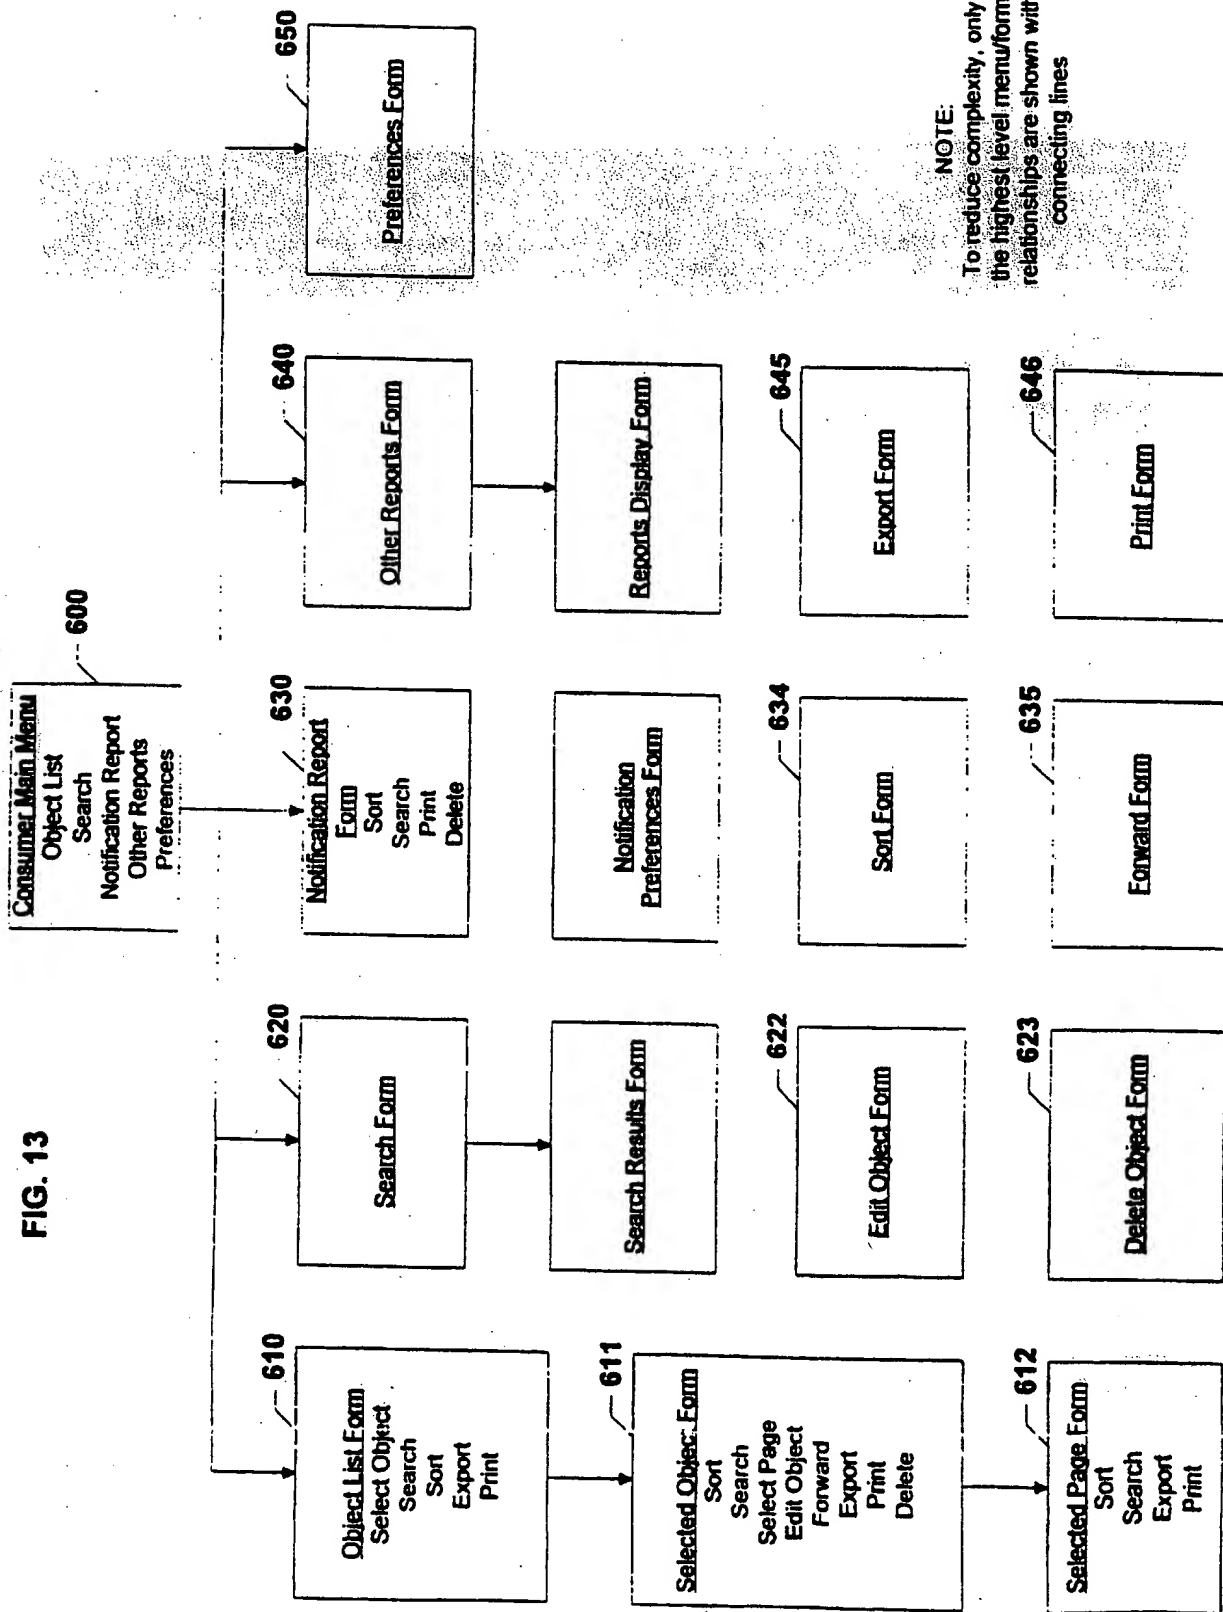 FIG. 13
Consumer Main Menu
Object List
Search
Notification Report
Other Reports
Preferences
600
610
Object List Form
Select Object
Search
Sort
Export
Print
620
Search Form
630
Notification Report
Form
Sort
Search
Print
Delete
640
Other Reports Form
650
Preferences Form
611
Selected Object Form
Sort
Search
Select Page
Edit Object
Forward
Export
Print
Delete
Search Results Form
Notification
Preferences Form
Reports Display Form
622
Edit Object Form
634
Sort Form
645
Export Form
612
Selected Page Form
Sort
Search
Export
Print
623
Delete Object Form
635
Forward Form
646
Print Form
NOTE:
To reduce complexity, only
the highest level menu/form
relationships are shown with
connecting lines